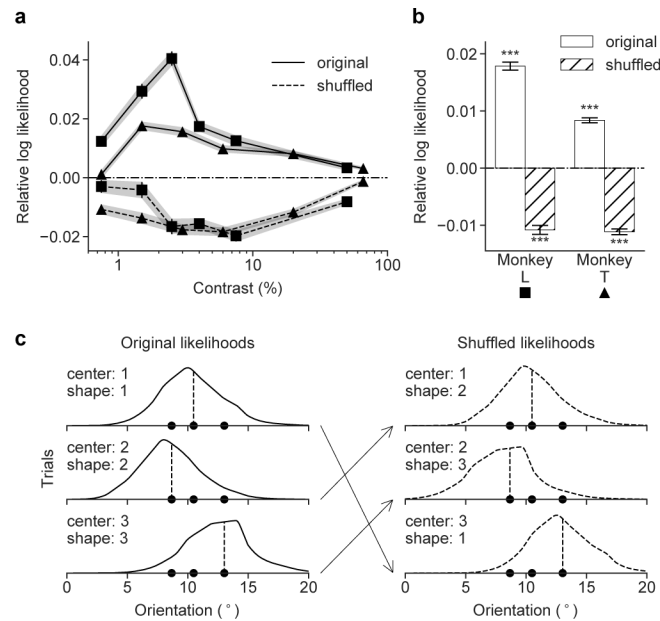 a
Relative log likelihood
0.04
0.02
0.00
−0.02
original
shuffled
1
10
100
Contrast (%)
b
Relative log likelihood
0.02
0.01
0.00
−0.01
original
shuffled
***
***
***
***
Monkey
L
Monkey
T
c
Original likelihoods
Shuffled likelihoods
Trials
center: 1
shape: 1
center: 2
shape: 2
center: 3
shape: 3
0
5
10
15
20
Orientation (°)
center: 1
shape: 2
center: 2
shape: 3
center: 3
shape: 1
0
5
10
15
20
Orientation (°)